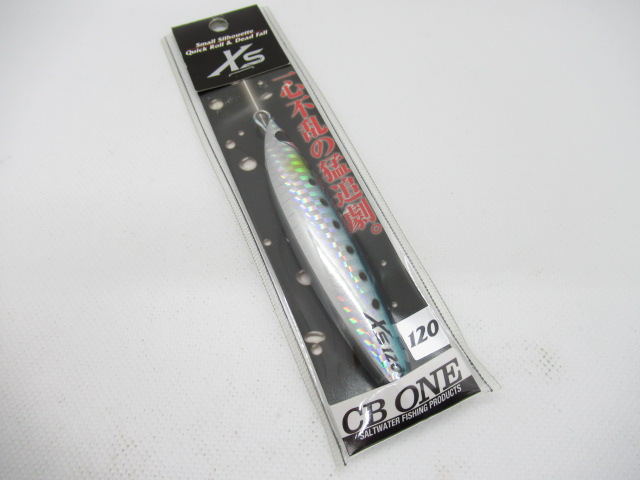 Small Silhouette
Quick Roll & Dead Fall
XS
一心不乱の猛追劇。
XS 120
120
CB ONE
SALTWATER FISHING PRODUCTS